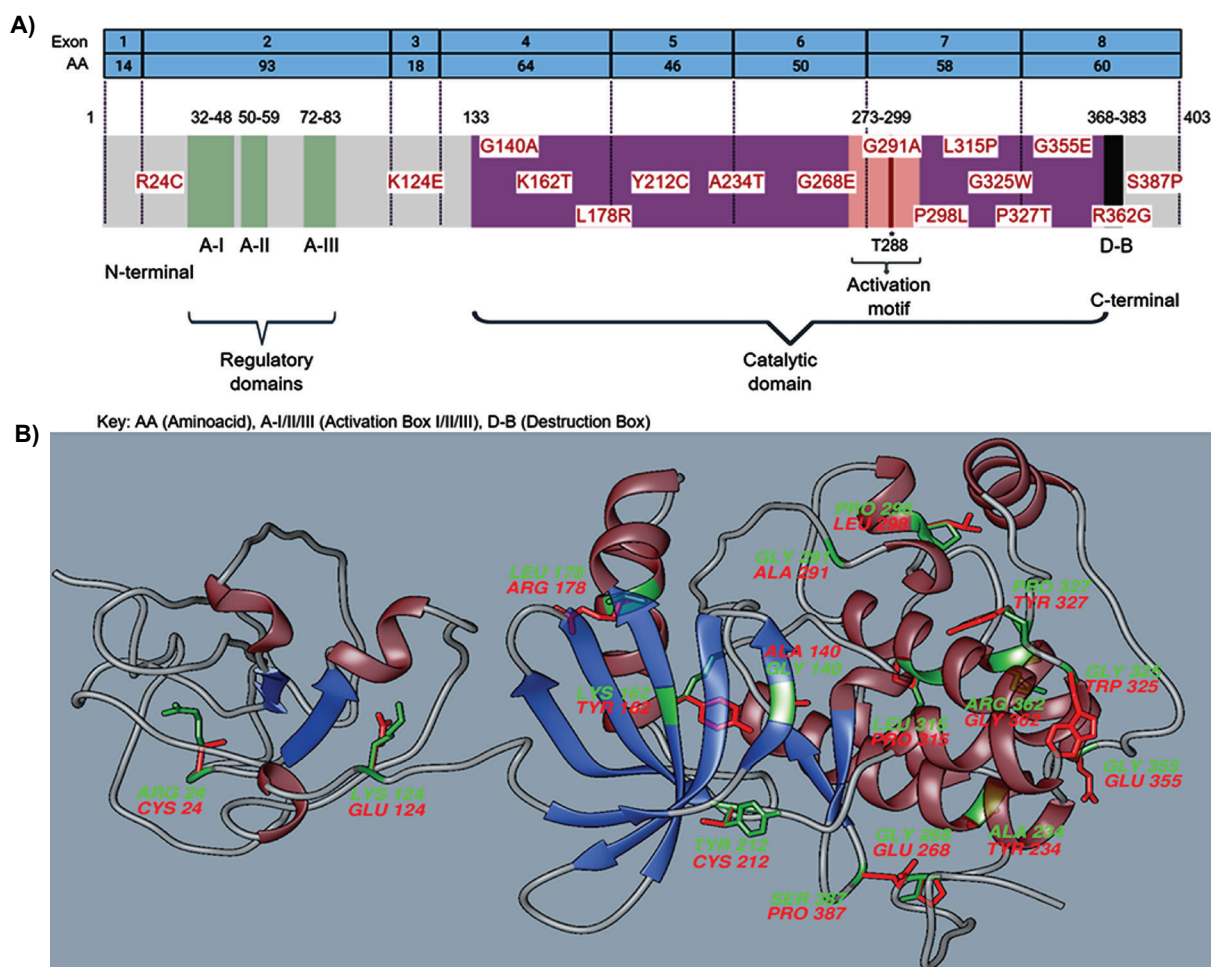 A)
Exon 1 2 3 4 5 6 7 8
AA 14 93 18 64 46 50 58 60
1 32-48 50-59 72-83 133 273-299 368-383 403
G140A G291A L315P G355E
R24C K124E K162T Y212C A234T G268E G325W S387P
L178R P298L P327T R362G
A-I A-II A-III T288 D-B
*
N-terminal
Activation
motif
C-terminal
Regulatory
domains
Catalytic
domain
Key: AA (Aminoacid), A-I/II/III (Activation Box I/II/III), D-B (Destruction Box)
B)
PRO 298
LEU 298
GLY 291
ALA 291
LEU 178
ARG 178
PRO 327
TYR 327
ALA 140
GLY 140
GLY 325
TRP 325
LYS 162
TYR 162
ARG 362
GLY 362
LEU 315
PRO 315
GLY 355
GLU 355
ARG 24
CYS 24
LYS 124
GLU 124
TYR 212
CYS 212
GLY 268
GLU 268
ALA 234
TYR 234
SER 387
PRO 387